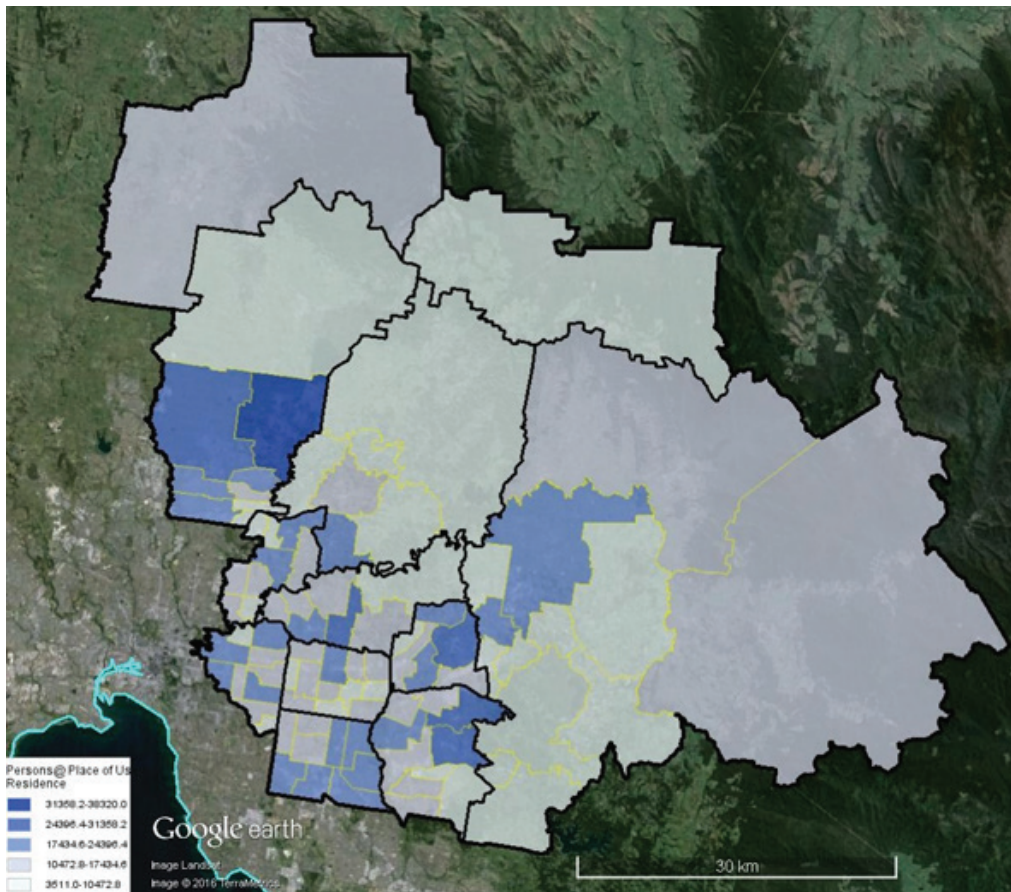 Persons@ Place of Us
Residence
31358.2-38320.0
24396.4-31358.2
17434.6-24396.4
10472.8-17434.6
3511.0-10472.8
Google earth
Image Landsat
Image © 2016 TerraMetrics
30 km